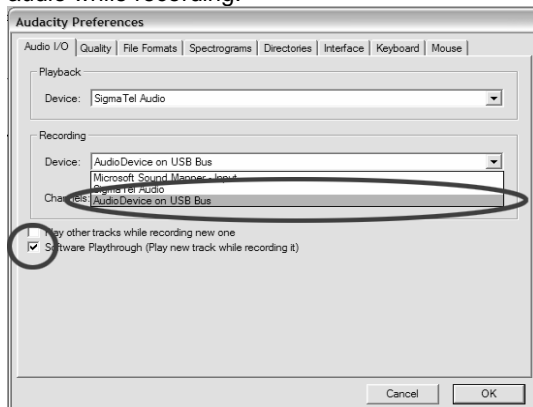 audio while recording.
Audacity Preferences
Audio I/O Quality File Formats Spectrograms Directories Interface Keyboard Mouse
Playback
Device: SigmaTel Audio
Recording
Device: AudioDevice on USB Bus
Microsoft Sound Mapper - Input
SigmaTel Audio
Channels: AudioDevice on USB Bus
Play other tracks while recording new one
Software Playthrough (Play new track while recording it)
Cancel OK